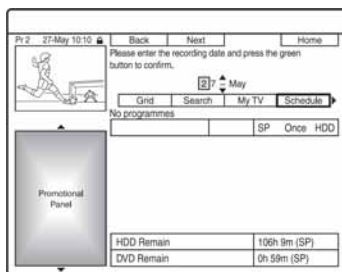 Pr 2 27-May 10:10
Back Next Home
Please enter the recording date and press the green
button to confirm.
27 May
Grid Search My TV Schedule
No programmes
SP Once HDD
Promotional
Panel
HDD Remain 106h 9m (SP)
DVD Remain 0h 59m (SP)